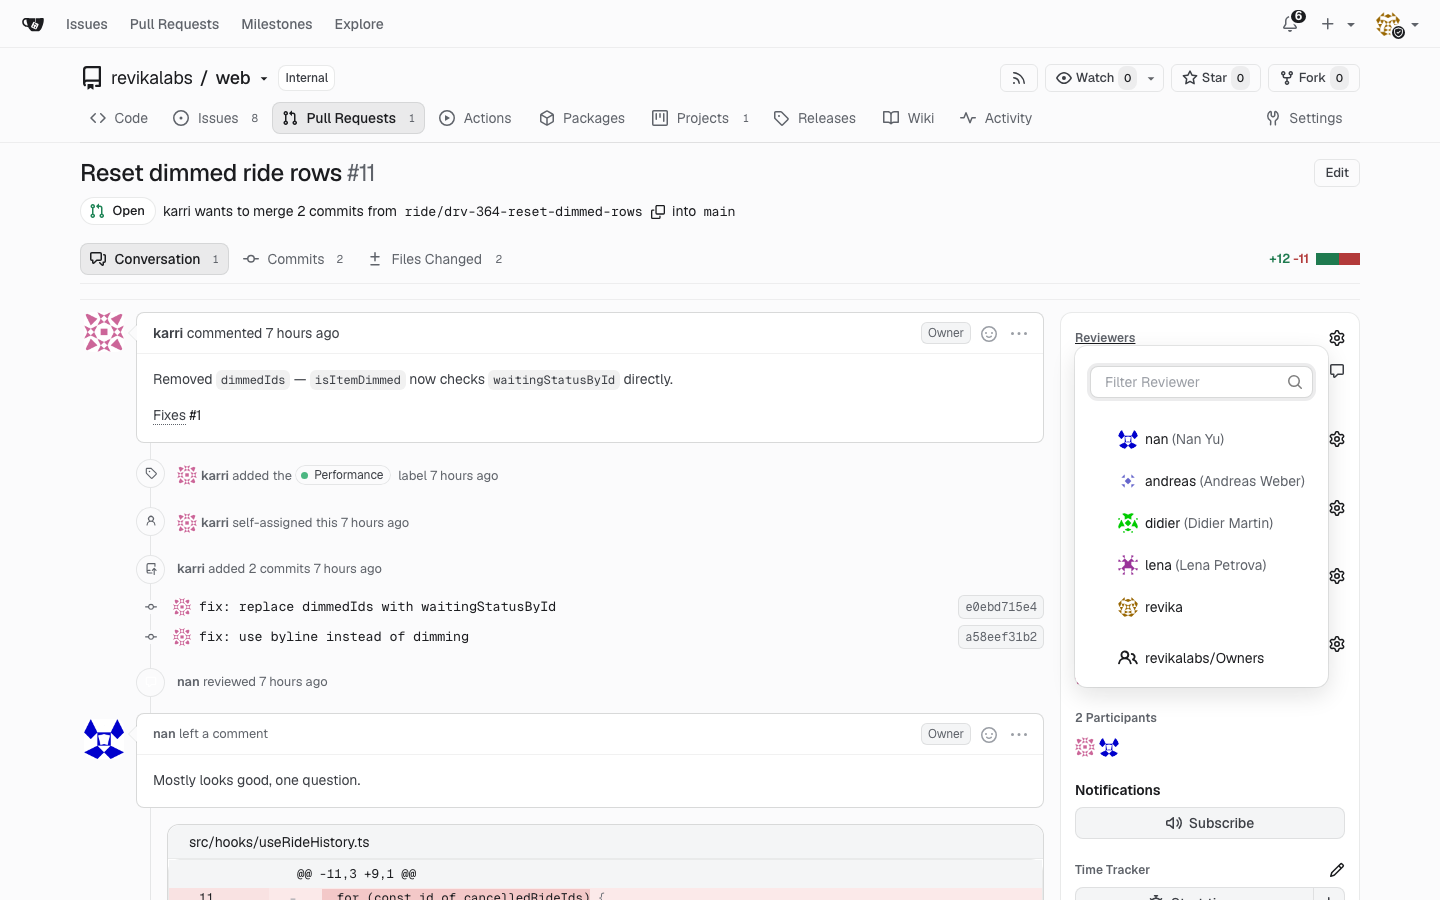 Issues Pull Requests Milestones Explore 6
revikalabs / web Internal Watch 0 Star 0 Fork 0
Code Issues 8 Pull Requests 1 Actions Packages Projects 1 Releases Wiki Activity Settings
Reset dimmed ride rows #11 Edit
Open karri wants to merge 2 commits from ride/drv-364-reset-dimmed-rows into main
Conversation 1 Commits 2 Files Changed 2 +12 -11
karri commented 7 hours ago Owner
Removed dimmedIds — isItemDimmed now checks waitingStatusById directly.
Fixes #1
karri added the Performance label 7 hours ago
karri self-assigned this 7 hours ago
karri added 2 commits 7 hours ago
fix: replace dimmedIds with waitingStatusById e0ebd715e4
fix: use byline instead of dimming a58eef31b2
nan reviewed 7 hours ago
nan left a comment Owner
Mostly looks good, one question.
src/hooks/useRideHistory.ts
@@ -11,3 +9,1 @@
11 - for (const id of cancelledRideIds) {
Reviewers
Filter Reviewer
nan (Nan Yu)
andreas (Andreas Weber)
didier (Didier Martin)
lena (Lena Petrova)
revika
revikalabs/Owners
2 Participants
Notifications
Subscribe
Time Tracker